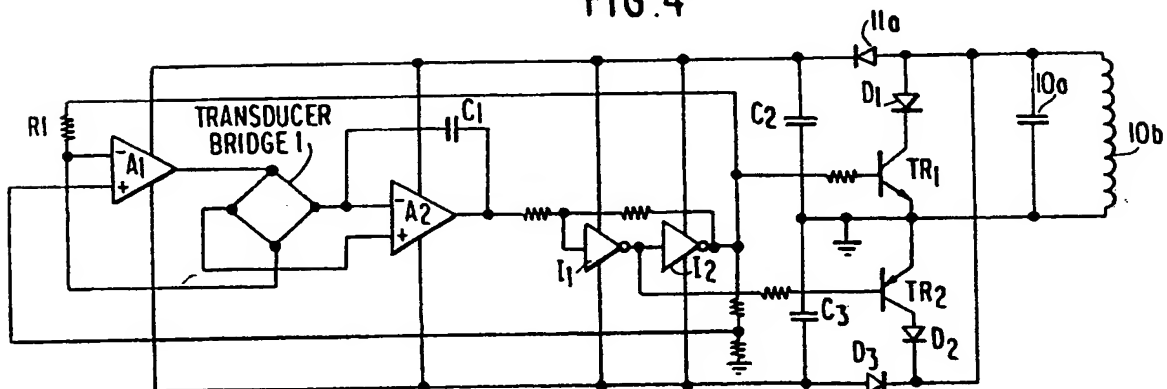 FIG.4
11a
D1
10a
C1
C2
10b
R1
TRANSDUCER
BRIDGE 1
-
A1
+
TR1
-
A2
+
I1
I2
TR2
C3
D2
D3